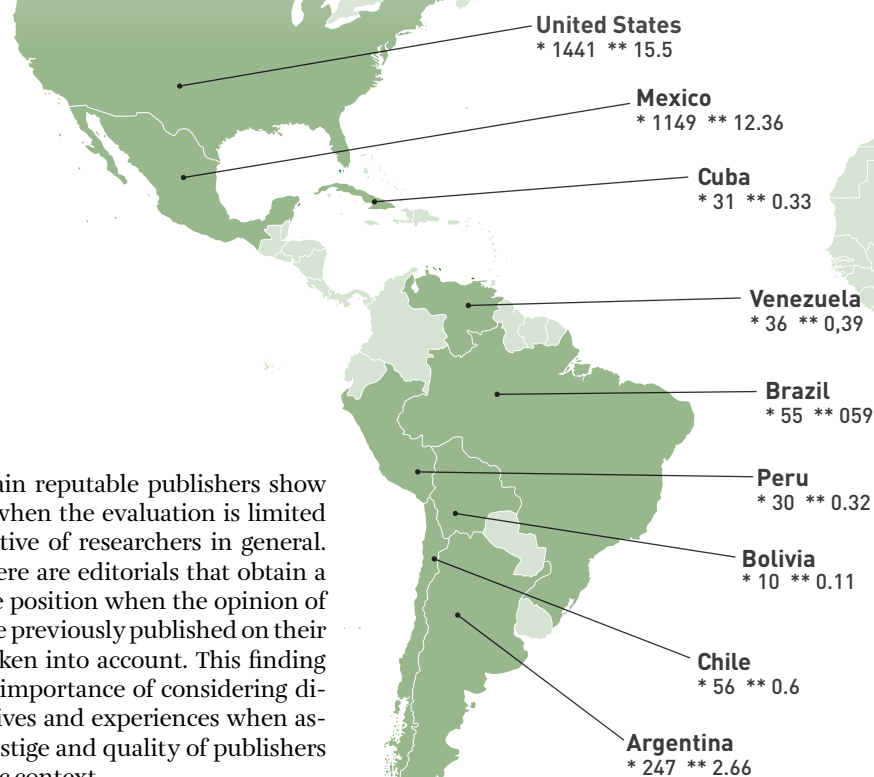 United States
* 1441 ** 15.5
Mexico
* 1149 ** 12.36
Cuba
* 31 ** 0.33
Venezuela
* 36 ** 0,39
Brazil
* 55 ** 059
Peru
* 30 ** 0.32
Bolivia
* 10 ** 0.11
Chile
* 56 ** 0.6
Argentina
* 247 ** 2.66
ain reputable publishers show
when the evaluation is limited
tive of researchers in general.
ere are editorials that obtain a
e position when the opinion of
e previously published on their
ken into account. This finding
importance of considering di-
ives and experiences when as-
stige and quality of publishers
context